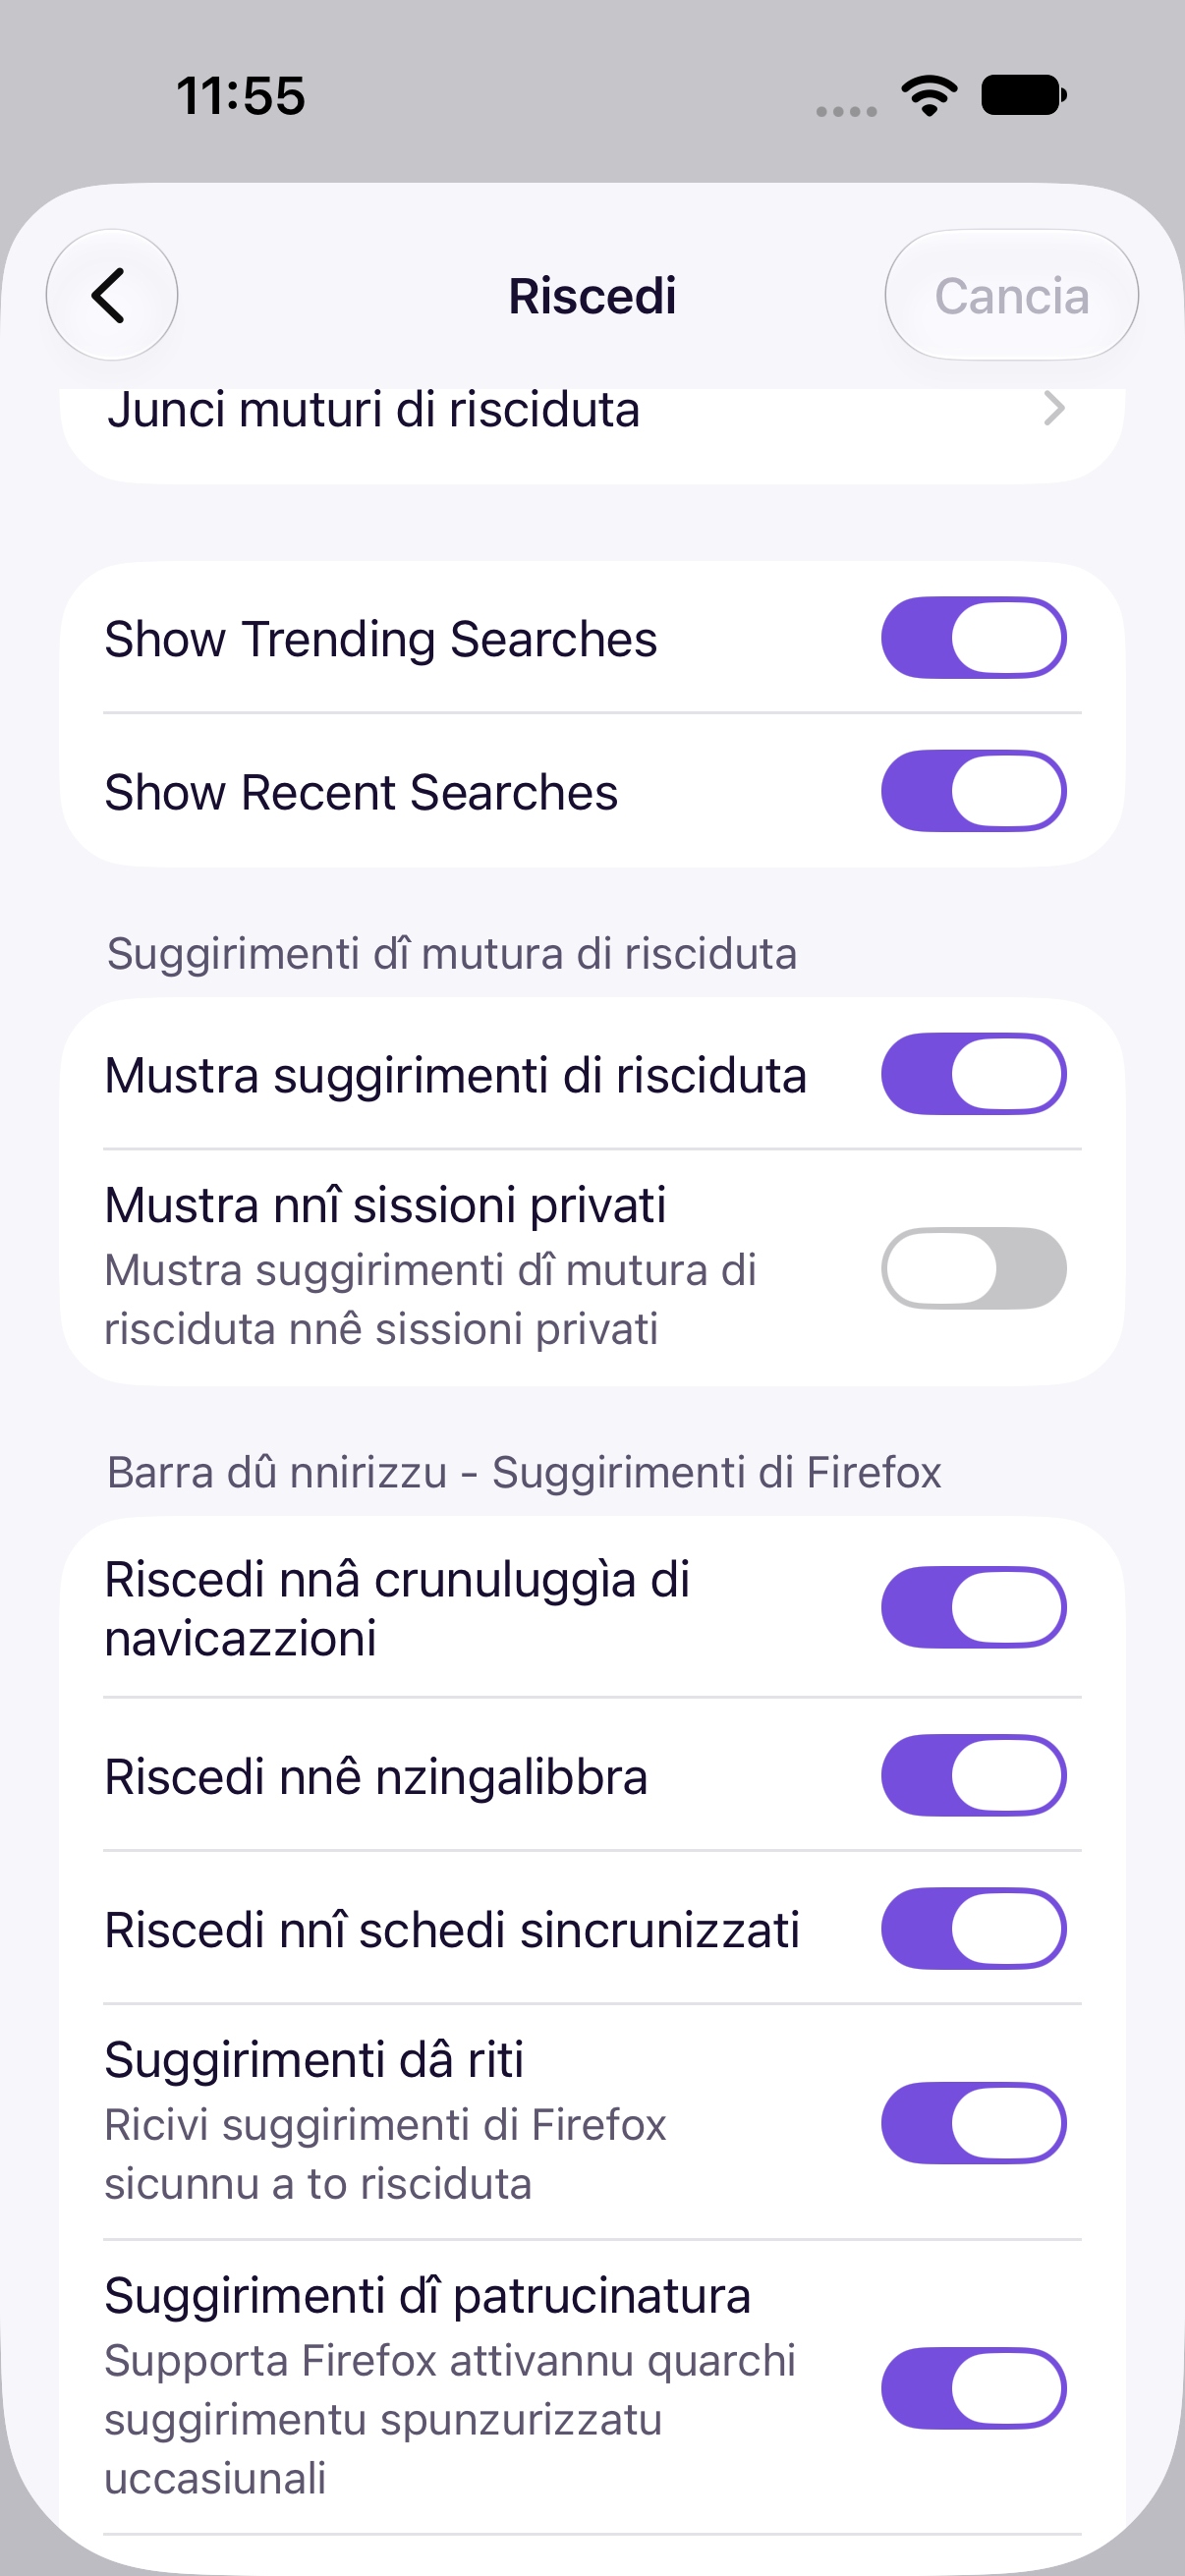 11:55
Riscedi
Cancia
Junci muturi di risciduta
Show Trending Searches
Show Recent Searches
Suggirimenti dî mutura di risciduta
Mustra suggirimenti di risciduta
Mustra nnî sissioni privati
Mustra suggirimenti dî mutura di
risciduta nnê sissioni privati
Barra dû nnirizzu - Suggirimenti di Firefox
Riscedi nnâ crunuluggìa di
navicazzioni
Riscedi nnê nzingalibbra
Riscedi nnî schedi sincrunizzati
Suggirimenti dâ riti
Ricivi suggirimenti di Firefox
sicunnu a to risciduta
Suggirimenti dî patrucinatura
Supporta Firefox attivannu quarchi
suggirimentu spunzurizzatu
uccasiunali